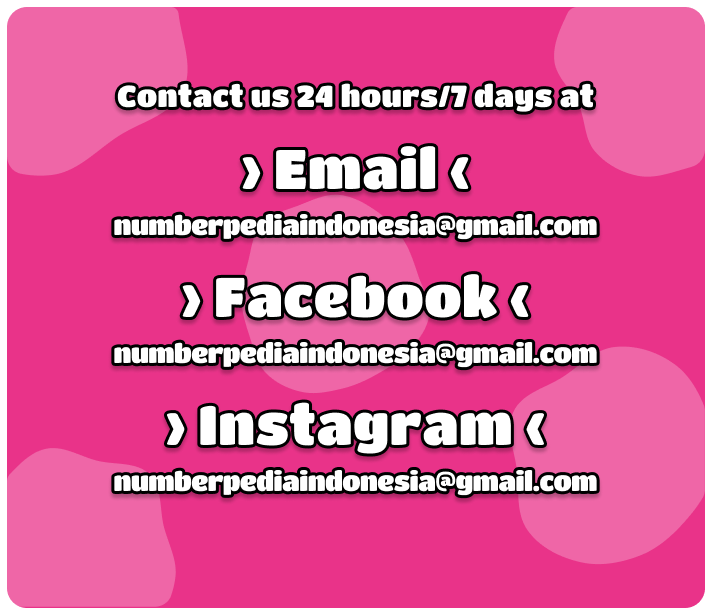 Contact us 24 hours/7 days at
› Email ‹
numberpediaindonesia@gmail.com
› Facebook ‹
numberpediaindonesia@gmail.com
› Instagram ‹
numberpediaindonesia@gmail.com